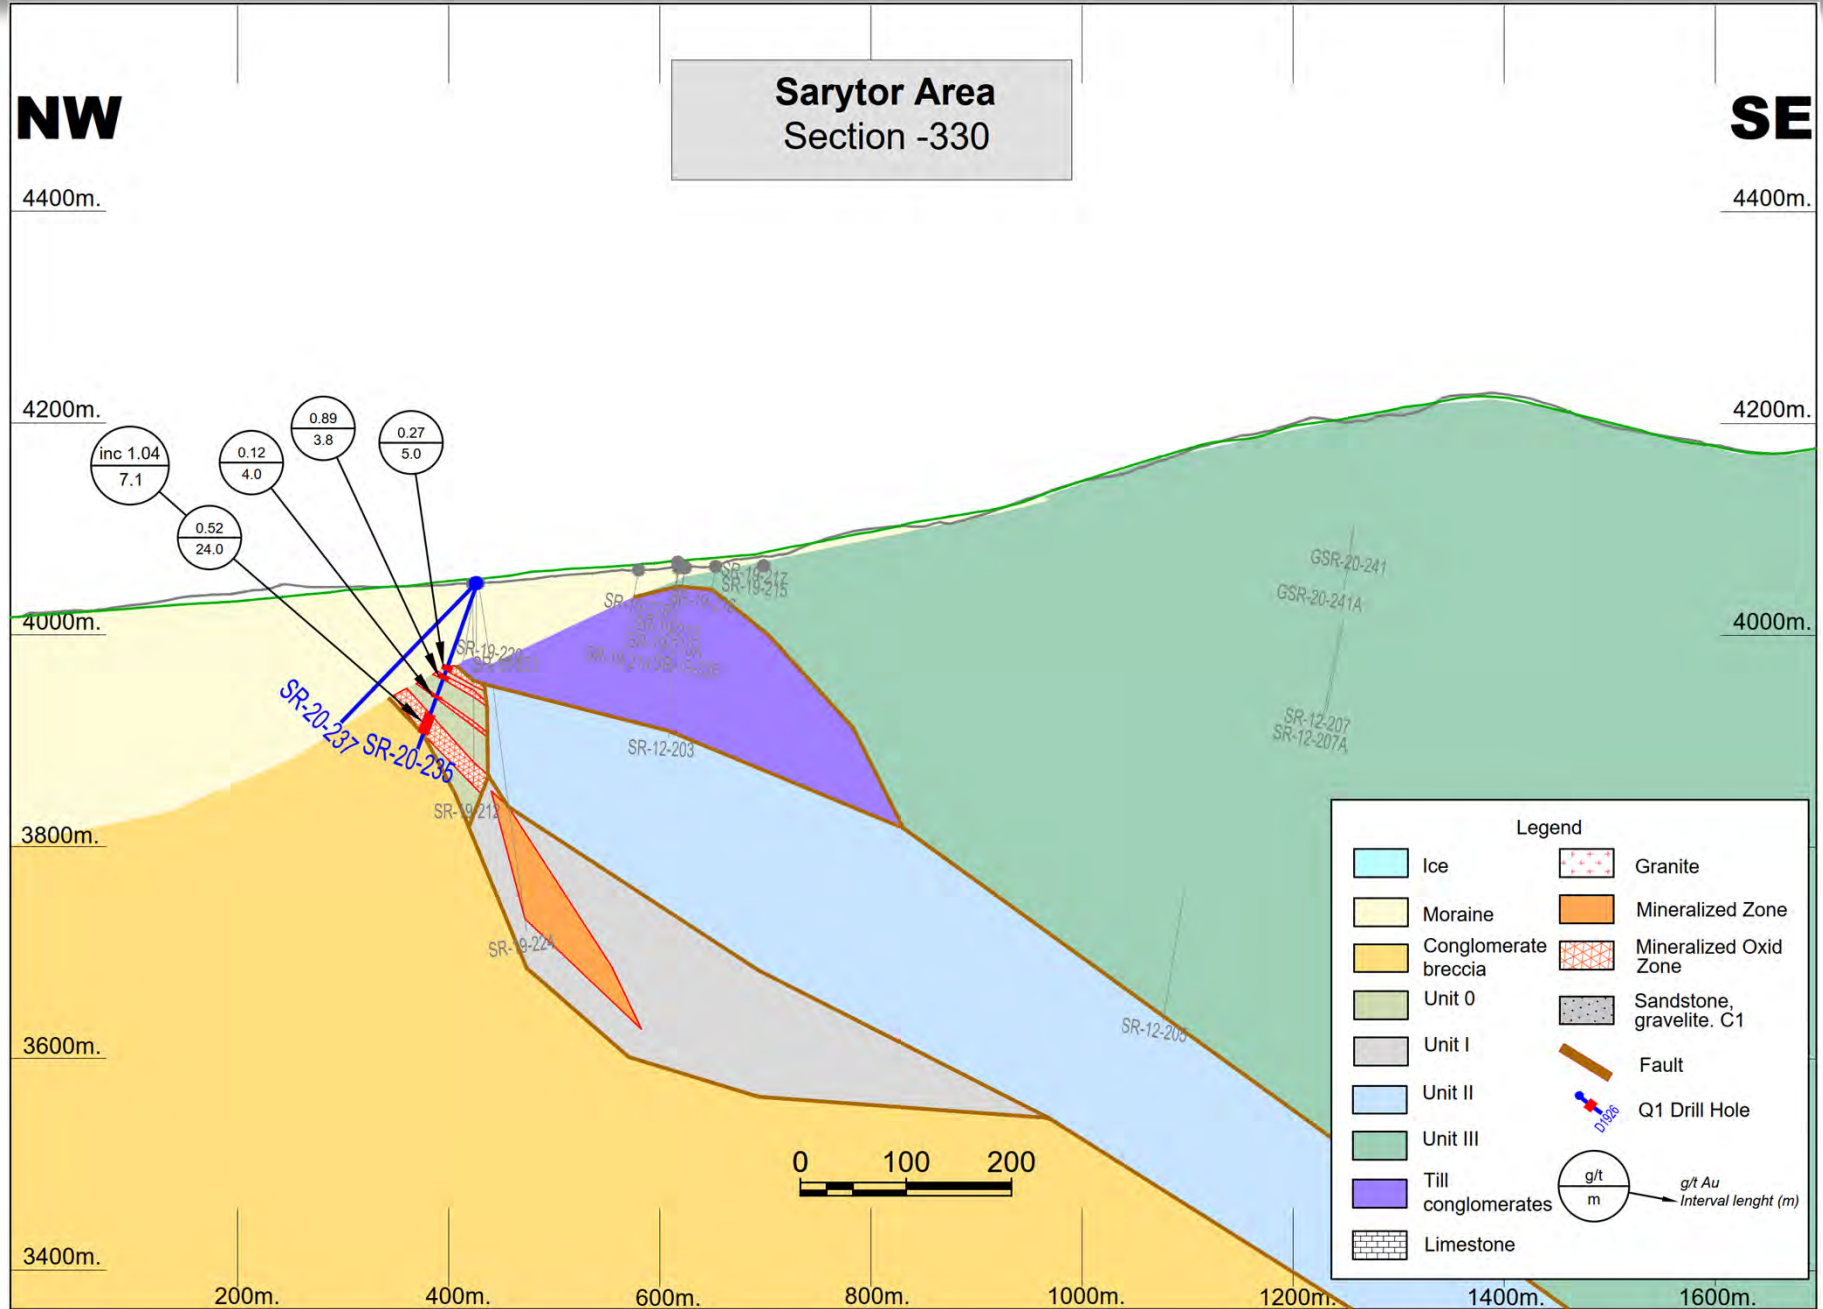 Sarytor Area
Section -330
NW
SE
4400m.
4400m.
4200m.
4200m.
4000m.
4000m.
3800m.
3600m.
3400m.
inc 1.04
7.1
0.52
24.0
0.12
4.0
0.89
3.8
0.27
5.0
SR-20-237
SR-20-235
SR-19-212
SR-19-224
SR-12-203
SR-19-217
SR-19-215
GSR-20-241
GSR-20-241A
SR-12-207
SR-12-207A
SR-12-205
0
100
200
200m.
400m.
600m.
800m.
1000m.
1200m.
1400m.
1600m.
Legend
Ice
Moraine
Conglomerate
breccia
Unit 0
Unit I
Unit II
Unit III
Till
conglomerates
Limestone
Granite
Mineralized Zone
Mineralized Oxid
Zone
Sandstone,
gravelite. C1
Fault
D1926
Q1 Drill Hole
g/t
m
g/t Au
Interval lenght (m)